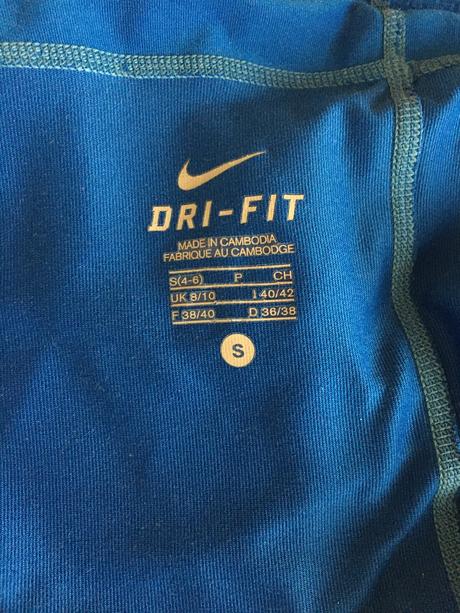 DRI-FIT
MADE IN CAMBODIA
FABRIQUÉ AU CAMBODGE
S(4-6) P CH
UK 8/10 I 40/42
F 38/40 D 36/38
S